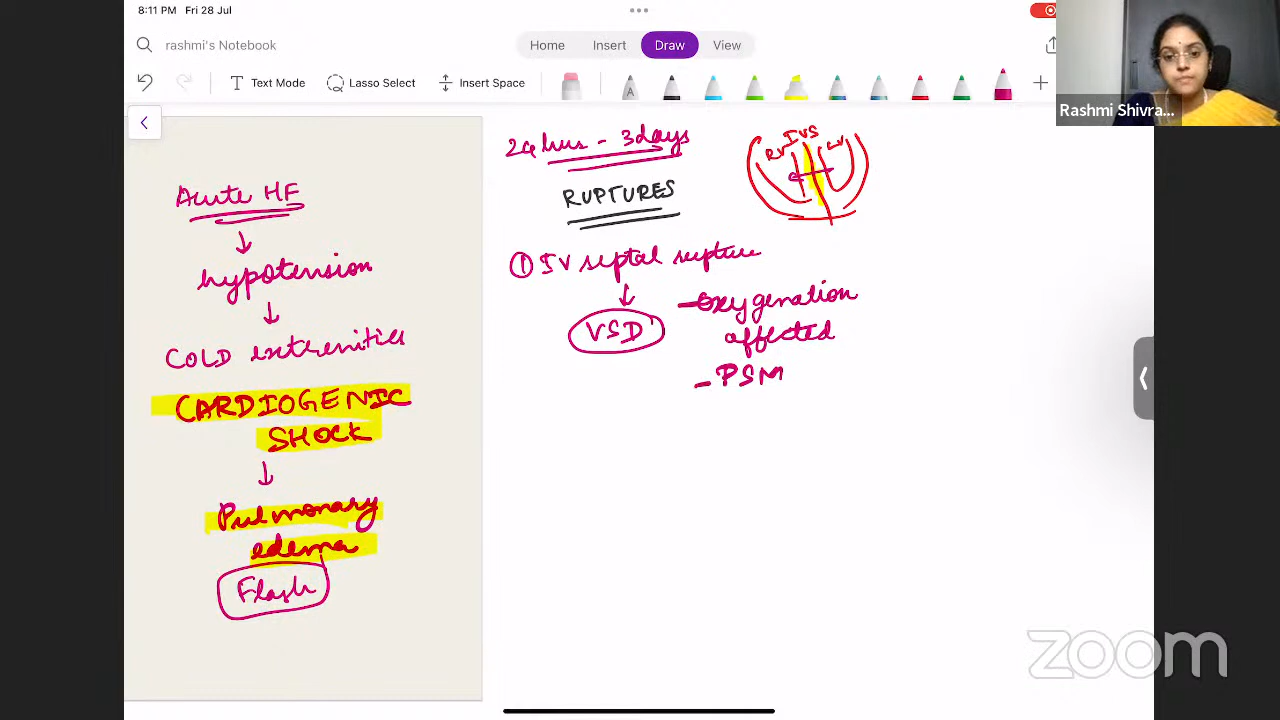 8:11 PM Fri 28 Jul
rashmi's Notebook
Home Insert Draw View
Text Mode Lasso Select Insert Space
A
Rashmi Shivra...
Acute HF
hypotension
COLD extremities
CARDIOGENIC
SHOCK
Pulmonary
edema
Flash
24 hrs - 3 days
RUPTURES
RV IVS LV
① IV septal rupture
VSD
- Oxygenation
affected
- PSM
zoom